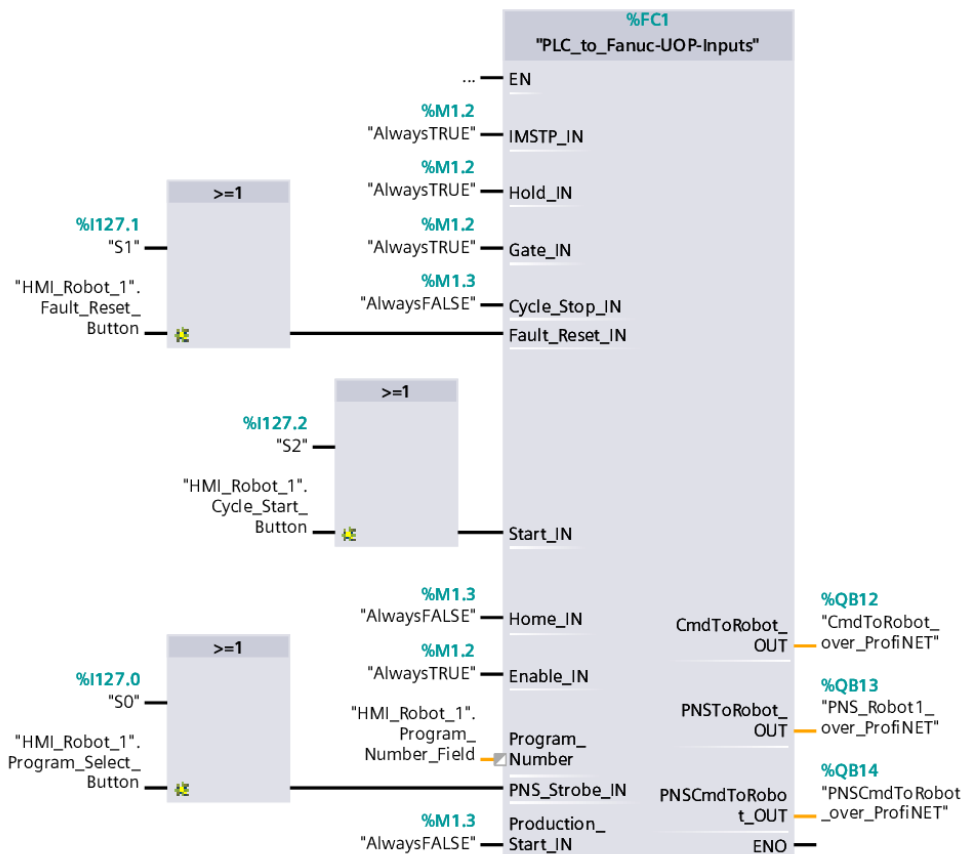 %FC1
"PLC_to_Fanuc-UOP-Inputs"
...
EN
%M1.2
"AlwaysTRUE"
IMSTP_IN
%M1.2
"AlwaysTRUE"
Hold_IN
>=1
%I127.1
"S1"
%M1.2
"AlwaysTRUE"
Gate_IN
"HMI_Robot_1".
Fault_Reset_
Button
%M1.3
"AlwaysFALSE"
Cycle_Stop_IN
Fault_Reset_IN
>=1
%I127.2
"S2"
"HMI_Robot_1".
Cycle_Start_
Button
Start_IN
%M1.3
"AlwaysFALSE"
Home_IN
CmdToRobot_
OUT
%QB12
"CmdToRobot_
over_ProfiNET"
>=1
%I127.0
"S0"
%M1.2
"AlwaysTRUE"
Enable_IN
PNSToRobot_
OUT
%QB13
"PNS_Robot1_
over_ProfiNET"
"HMI_Robot_1".
Program_
Number_Field
Program_
Number
"HMI_Robot_1".
Program_Select_
Button
PNS_Strobe_IN
PNSCmdToRobo
t_OUT
%QB14
"PNSCmdToRobot
_over_ProfiNET"
%M1.3
"AlwaysFALSE"
Production_
Start_IN
ENO